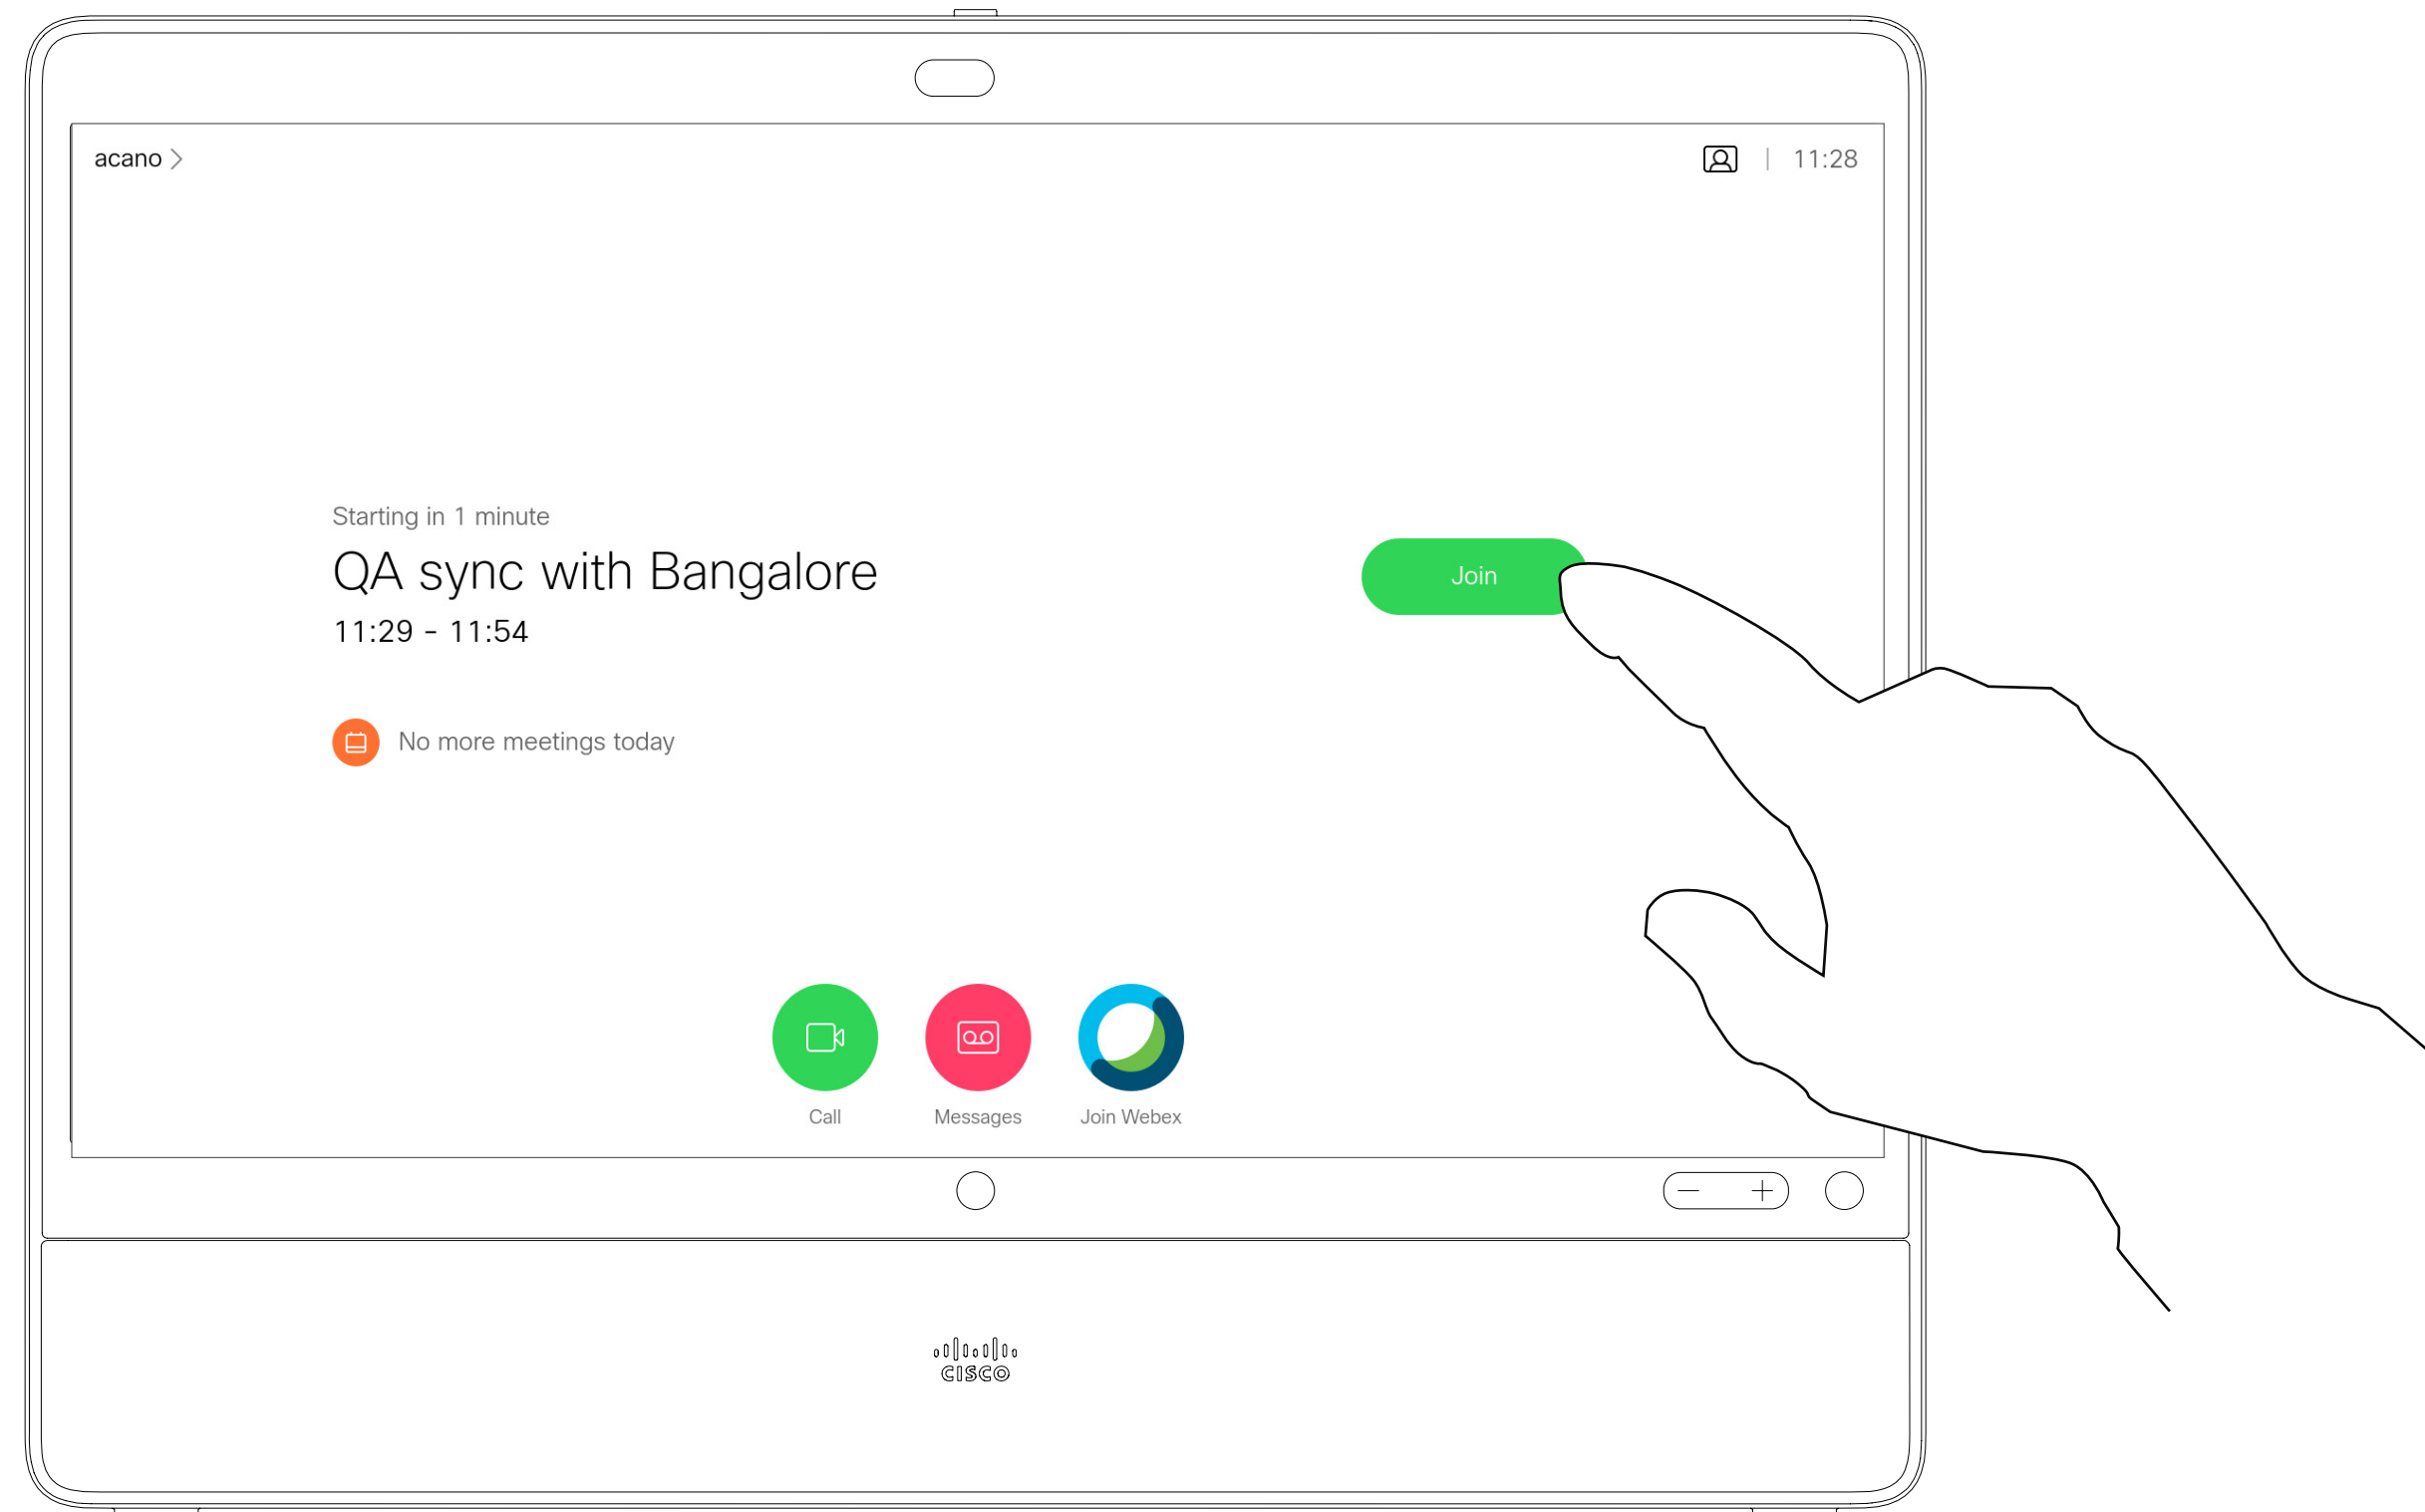 acano
11:28
Starting in 1 minute
QA sync with Bangalore
11:29 - 11:54
Join
No more meetings today
Call
Messages
Join Webex
CISCO